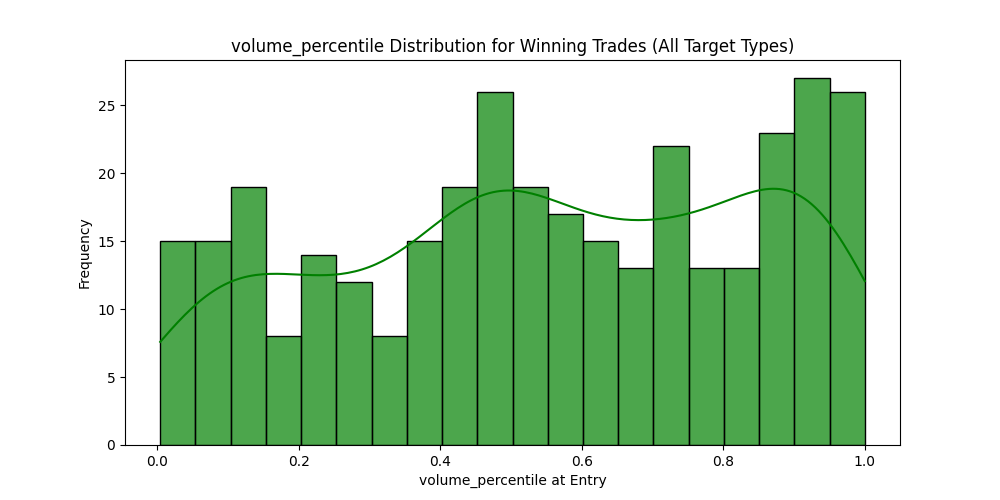 volume_percentile Distribution for Winning Trades (All Target Types)
Frequency
25
20
15
10
5
0
0.0 0.2 0.4 0.6 0.8 1.0
volume_percentile at Entry